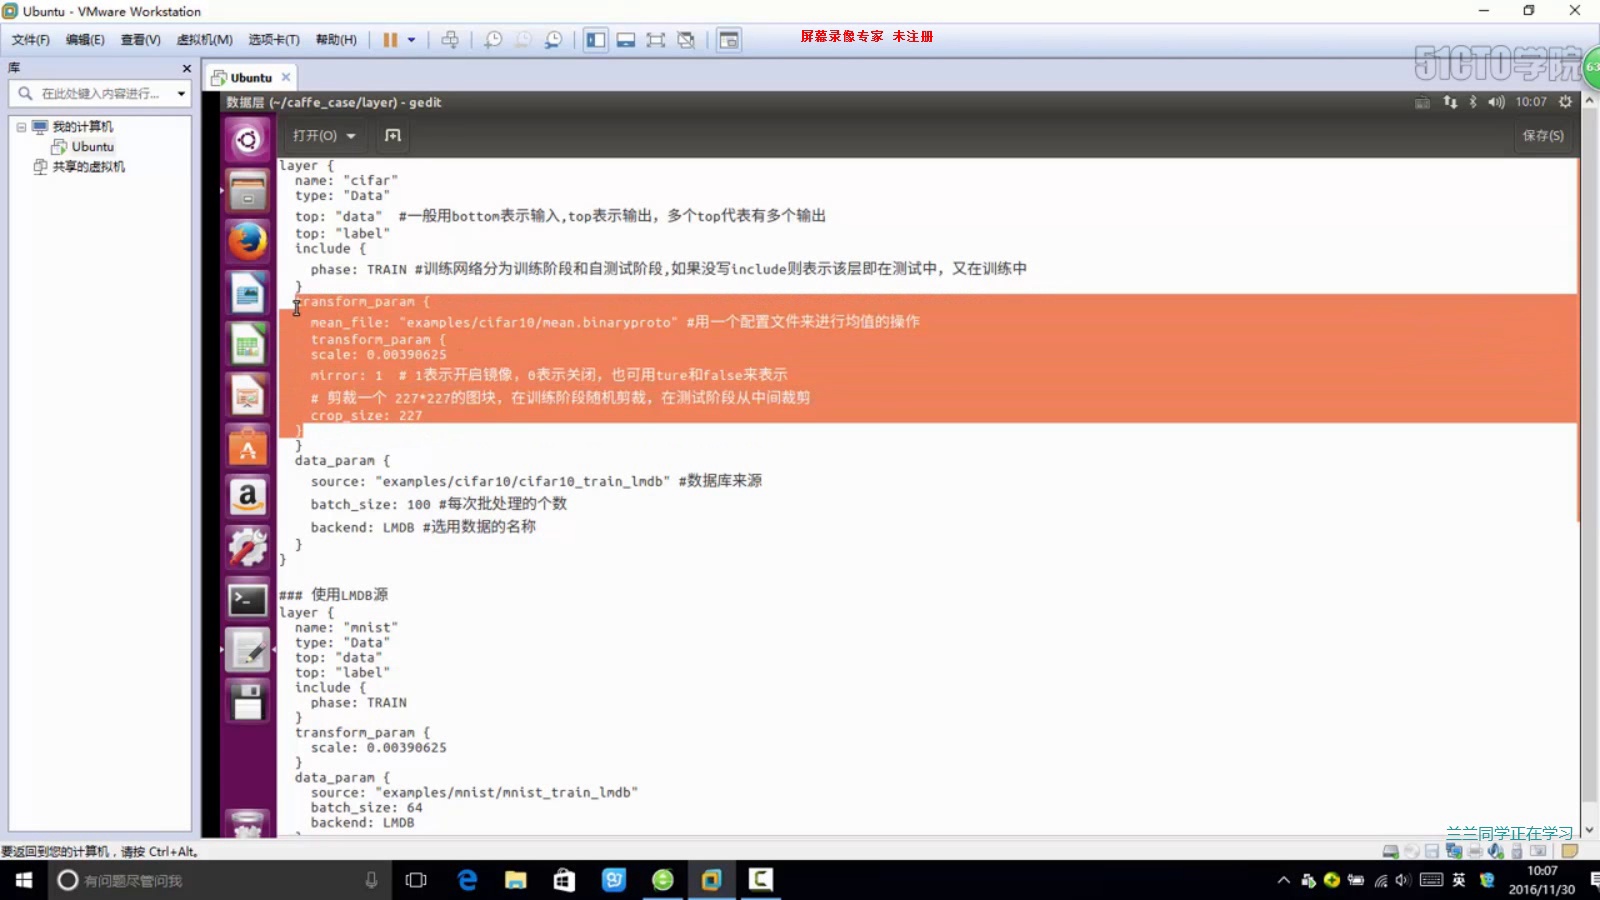 Ubuntu - VMware Workstation
文件(F) 编辑(E) 查看(V) 虚拟机(M) 选项卡(T) 帮助(H)
屏幕录像专家 未注册
51CTO学院
63
库
在此处键入内容进行...
我的计算机
Ubuntu
共享的虚拟机
Ubuntu
数据层 (~/caffe_case/layer) - gedit
10:07
打开(O)
保存(S)
layer {
name: "cifar"
type: "Data"
top: "data" #一般用bottom表示输入,top表示输出，多个top代表有多个输出
top: "label"
include {
phase: TRAIN #训练网络分为训练阶段和自测试阶段,如果没写include则表示该层即在测试中，又在训练中
}
transform_param {
mean_file: "examples/cifar10/mean.binaryproto" #用一个配置文件来进行均值的操作
transform_param {
scale: 0.00390625
mirror: 1 # 1表示开启镜像，0表示关闭，也可用ture和false来表示
# 剪裁一个 227*227的图块，在训练阶段随机剪裁，在测试阶段从中间裁剪
crop_size: 227
}
}
data_param {
source: "examples/cifar10/cifar10_train_lmdb" #数据库来源
batch_size: 100 #每次批处理的个数
backend: LMDB #选用数据的名称
}
}
### 使用LMDB源
layer {
name: "mnist"
type: "Data"
top: "data"
top: "label"
include {
phase: TRAIN
}
transform_param {
scale: 0.00390625
}
data_param {
source: "examples/mnist/mnist_train_lmdb"
batch_size: 64
backend: LMDB
兰兰同学正在学习
要返回到您的计算机，请按 Ctrl+Alt。
有问题尽管问我
英
10:07
2016/11/30